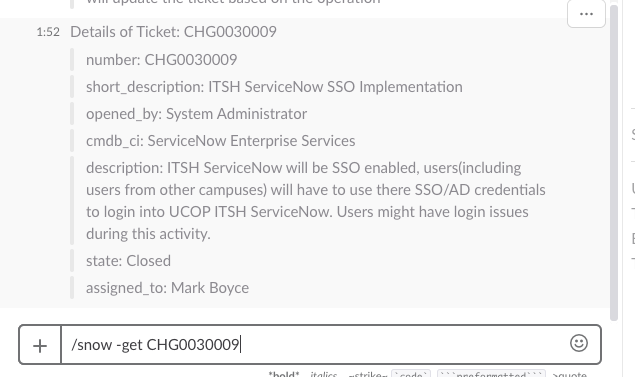 will update the ticket based on the operation
1:52 Details of Ticket: CHG0030009
number: CHG0030009
short_description: ITSH ServiceNow SSO Implementation
opened_by: System Administrator
cmdb_ci: ServiceNow Enterprise Services
description: ITSH ServiceNow will be SSO enabled, users(including
users from other campuses) will have to use there SSO/AD credentials
to login into UCOP ITSH ServiceNow. Users might have login issues
during this activity.
state: Closed
assigned_to: Mark Boyce
/snow -get CHG0030009
*bold* _italics_ ~strike~ `code` ```preformatted``` >quote